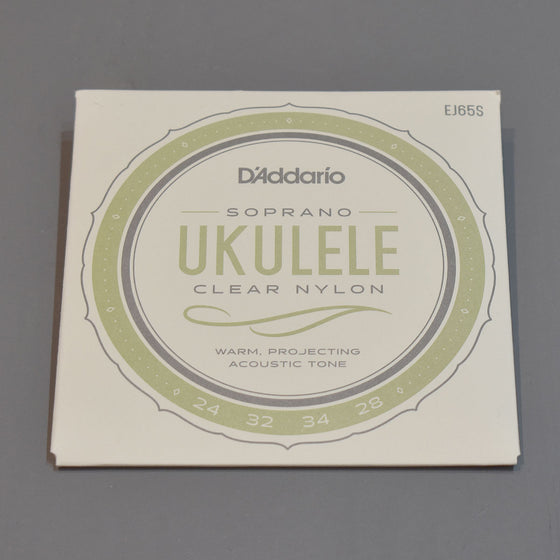 EJ65S
D'Addario
SOPRANO
UKULELE
CLEAR NYLON
WARM, PROJECTING
ACOUSTIC TONE
24 32 34 28